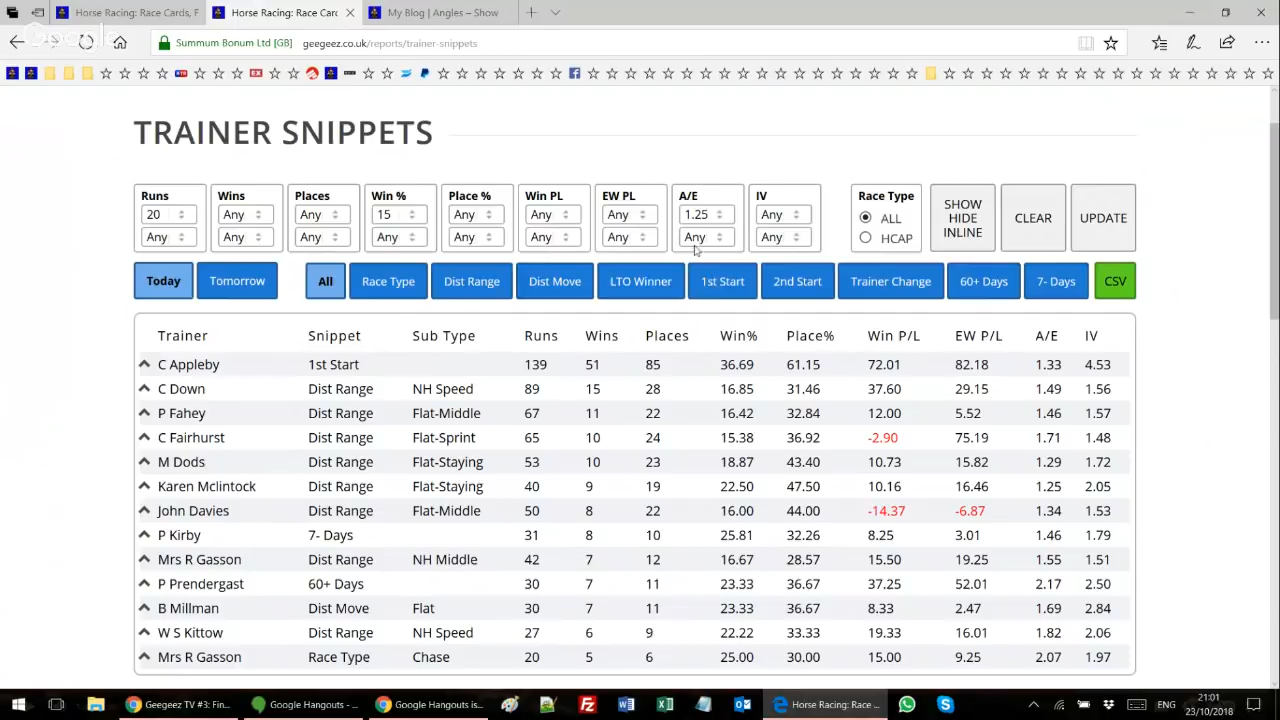 Horse Racing: Race Cards, F
Horse Racing: Race Card
My Blog | Angles – Show
Google
Summum Bonum Ltd [GB]
geegeez.co.uk/reports/trainer-snippets
TRAINER SNIPPETS
Runs Wins Places Win % Place % Win PL EW PL A/E IV Race Type
20 Any Any 15 Any Any Any 1.25 Any ALL
Any Any Any Any Any Any Any Any Any HCAP
SHOW HIDE INLINE
CLEAR
UPDATE
Today Tomorrow All Race Type Dist Range Dist Move LTO Winner 1st Start 2nd Start Trainer Change 60+ Days 7- Days CSV
Trainer Snippet Sub Type Runs Wins Places Win% Place% Win P/L EW P/L A/E IV
C Appleby 1st Start 139 51 85 36.69 61.15 72.01 82.18 1.33 4.53
C Down Dist Range NH Speed 89 15 28 16.85 31.46 37.60 29.15 1.49 1.56
P Fahey Dist Range Flat-Middle 67 11 22 16.42 32.84 12.00 5.52 1.46 1.57
C Fairhurst Dist Range Flat-Sprint 65 10 24 15.38 36.92 -2.90 75.19 1.71 1.48
M Dods Dist Range Flat-Staying 53 10 23 18.87 43.40 10.73 15.82 1.29 1.72
Karen Mclintock Dist Range Flat-Staying 40 9 19 22.50 47.50 10.16 16.46 1.25 2.05
John Davies Dist Range Flat-Middle 50 8 22 16.00 44.00 -14.37 -6.87 1.34 1.53
P Kirby 7- Days 31 8 10 25.81 32.26 8.25 3.01 1.46 1.79
Mrs R Gasson Dist Range NH Middle 42 7 12 16.67 28.57 15.50 19.25 1.55 1.51
P Prendergast 60+ Days 30 7 11 23.33 36.67 37.25 52.01 2.17 2.50
B Millman Dist Move Flat 30 7 11 23.33 36.67 8.33 2.47 1.69 2.84
W S Kittow Dist Range NH Speed 27 6 9 22.22 33.33 19.33 16.01 1.82 2.06
Mrs R Gasson Race Type Chase 20 5 6 25.00 30.00 15.00 9.25 2.07 1.97
Geegeez TV #3: Fin...
Google Hangouts - ...
Google Hangouts is...
Horse Racing: Race ...
ENG
21:01
23/10/2018